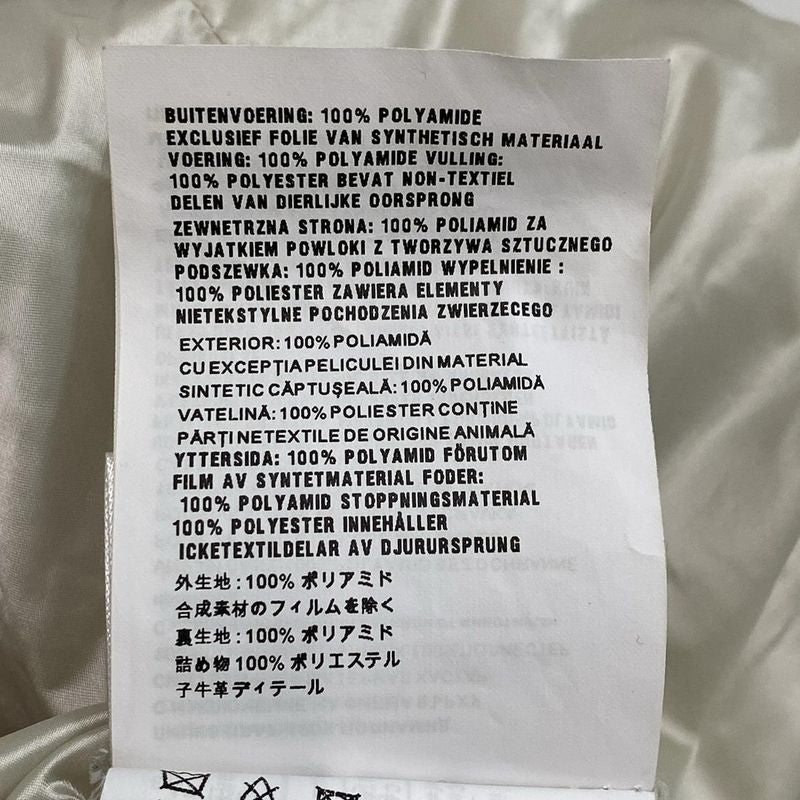 BUITENVOERING: 100% POLYAMIDE
EXCLUSIEF FOLIE VAN SYNTHETISCH MATERIAAL
VOERING: 100% POLYAMIDE VULLING:
100% POLYESTER BEVAT NON-TEXTIEL
DELEN VAN DIERLIJKE OORSPRONG
ZEWNETRZNA STRONA: 100% POLIAMID ZA
WYJATKIEM POWLOKI Z TWORZYWA SZTUCZNEGO
PODSZEWKA: 100% POLIAMID WYPELNIENIE :
100% POLIESTER ZAWIERA ELEMENTY
NIETEKSTYLNE POCHODZENIA ZWIERZECEGO
EXTERIOR: 100% POLIAMIDĂ
CU EXCEPȚIA PELICULEI DIN MATERIAL
SINTETIC CĂPTUȘEALĂ: 100% POLIAMIDĂ
VATELINĂ: 100% POLIESTER CONȚINE
PĂRȚI NETEXTILE DE ORIGINE ANIMALĂ
YTTERSIDA: 100% POLYAMID FÖRUTOM
FILM AV SYNTETMATERIAL FODER:
100% POLYAMID STOPPNINGSMATERIAL
100% POLYESTER INNEHÅLLER
ICKETEXTILDELAR AV DJURURSPRUNG
外生地 : 100% ポリアミド
合成素材のフィルムを除く
裏生地 : 100% ポリアミド
詰め物 100% ポリエステル
子牛革ディテール